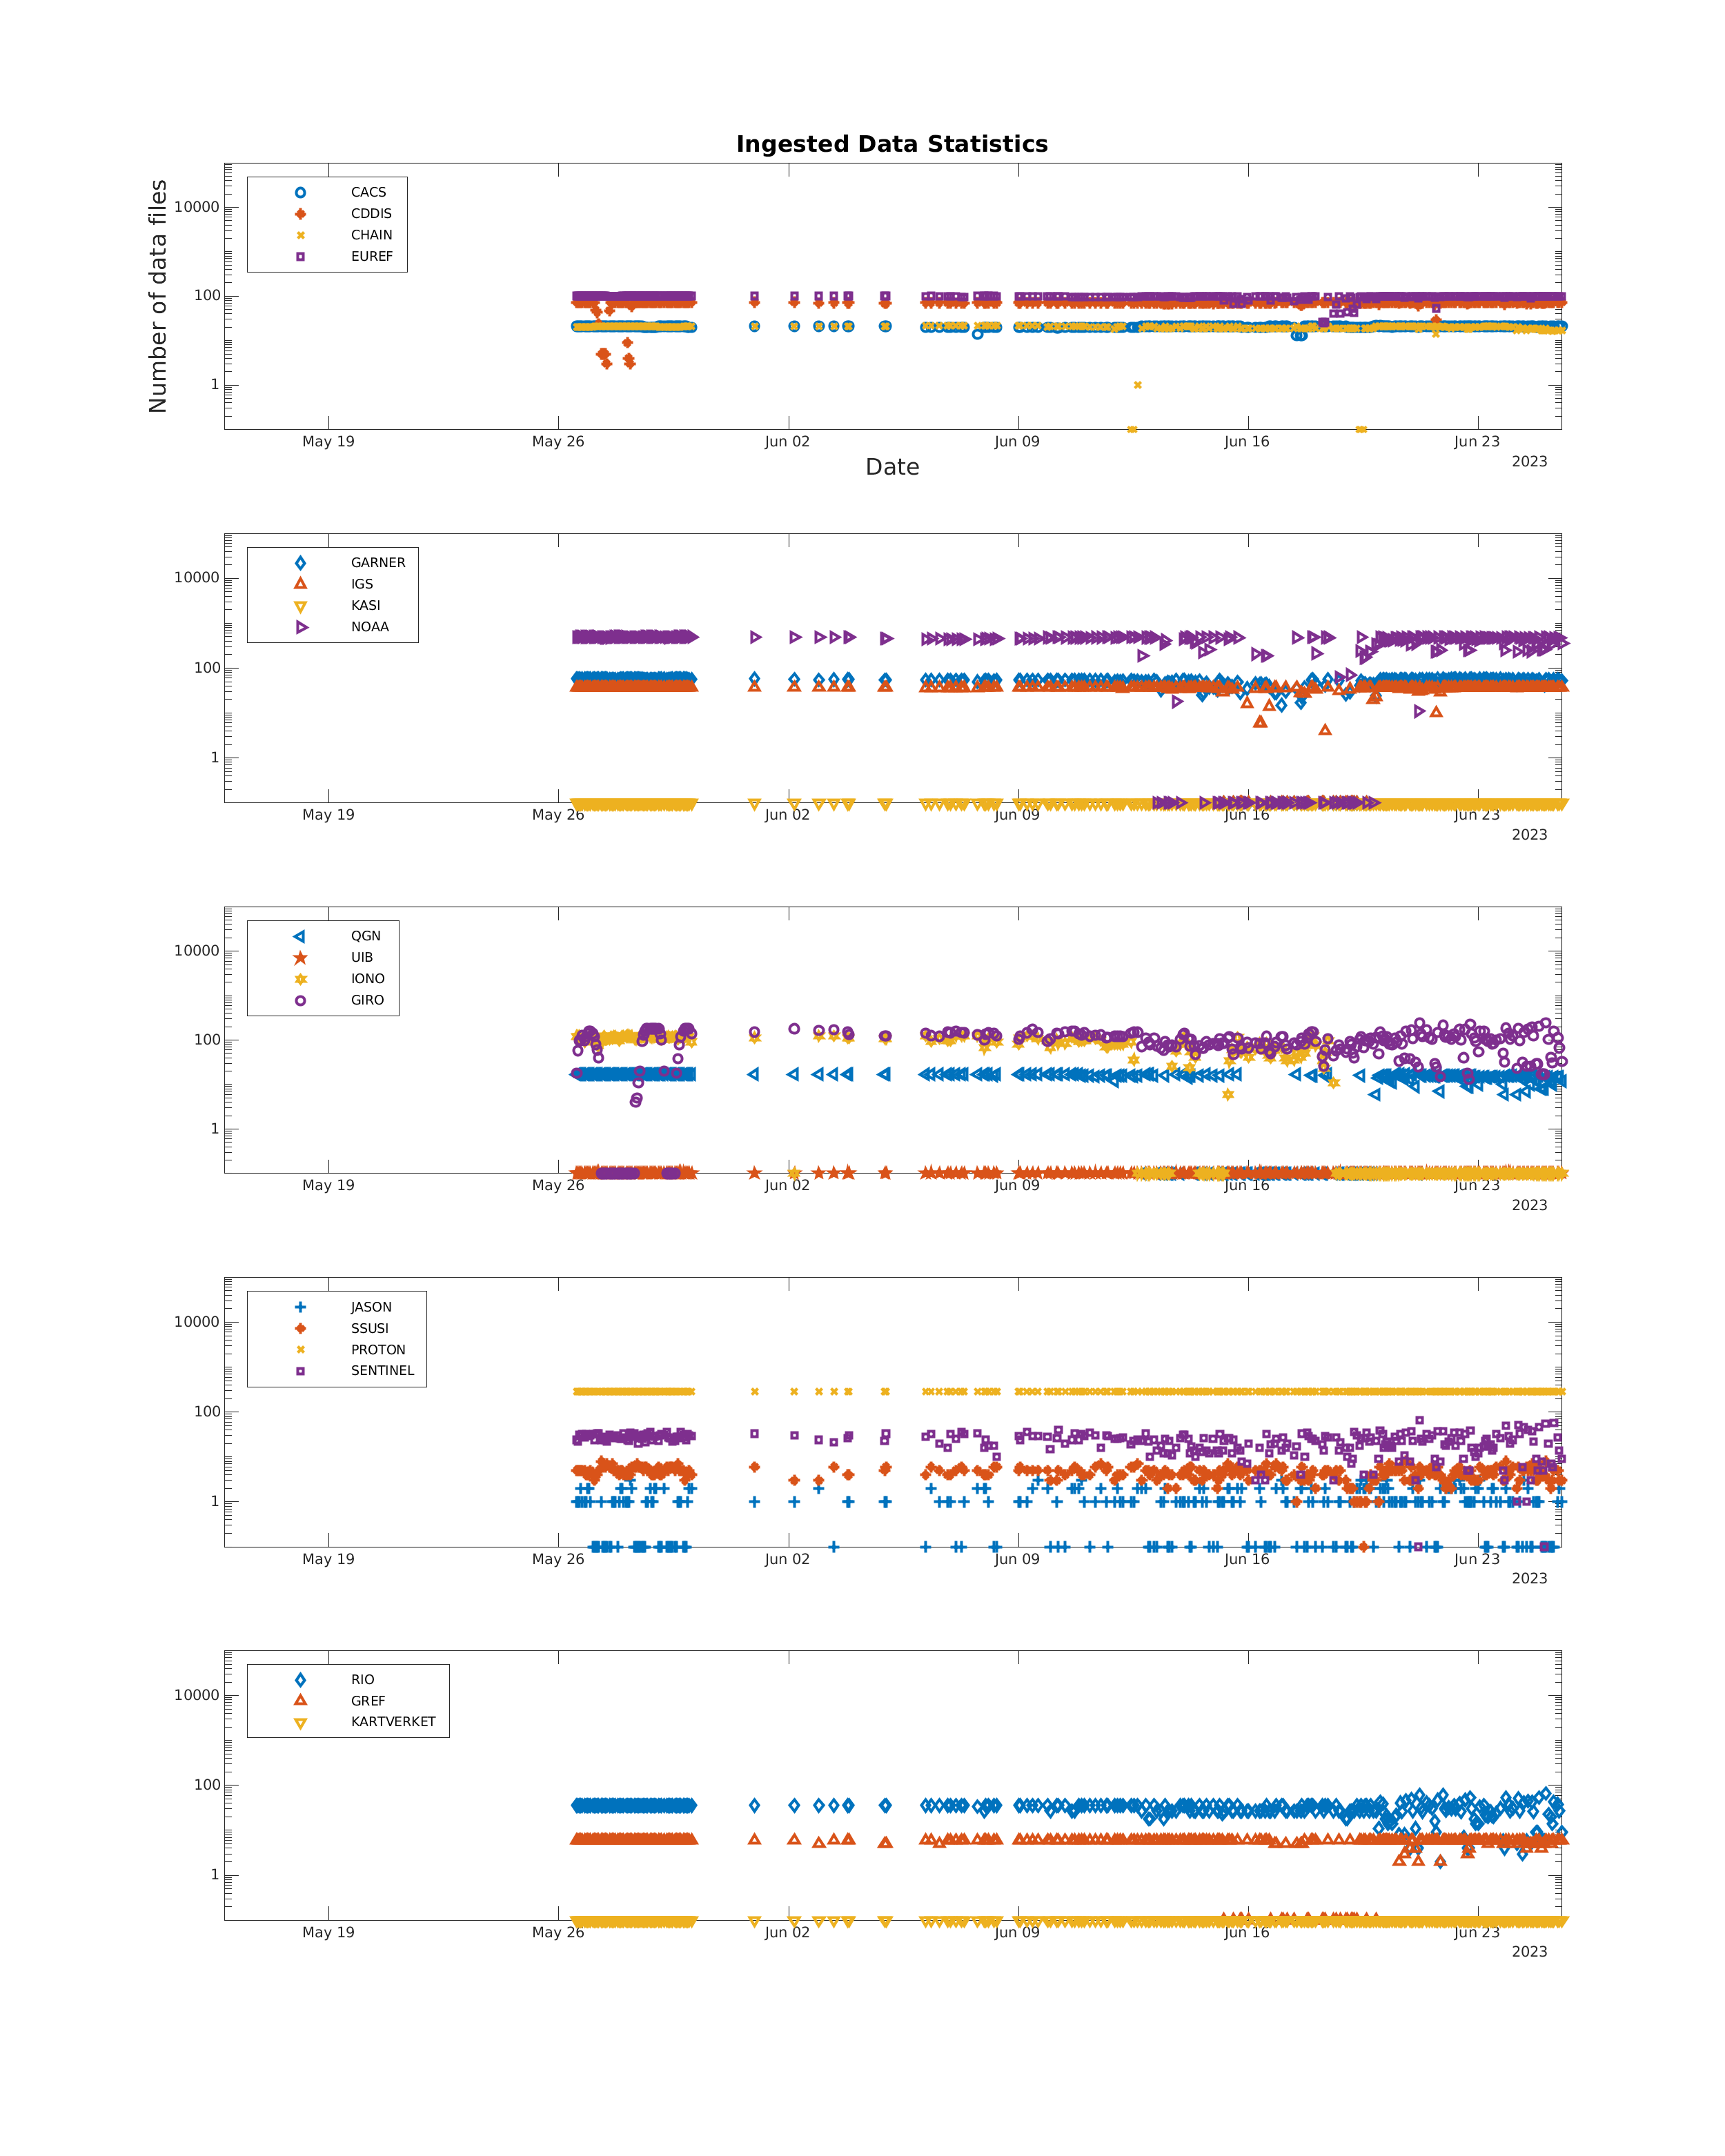 Ingested Data Statistics
Number of data files
CACS
CDDIS
CHAIN
EUREF
10000
100
1
May 19 May 26 Jun 02 Jun 09 Jun 16 Jun 23
2023
Date
GARNER
IGS
KASI
NOAA
10000
100
1
May 19 May 26 Jun 02 Jun 09 Jun 16 Jun 23
2023
QGN
UIB
IONO
GIRO
10000
100
1
May 19 May 26 Jun 02 Jun 09 Jun 16 Jun 23
2023
JASON
SSUSI
PROTON
SENTINEL
10000
100
1
May 19 May 26 Jun 02 Jun 09 Jun 16 Jun 23
2023
RIO
GREF
KARTVERKET
10000
100
1
May 19 May 26 Jun 02 Jun 09 Jun 16 Jun 23
2023